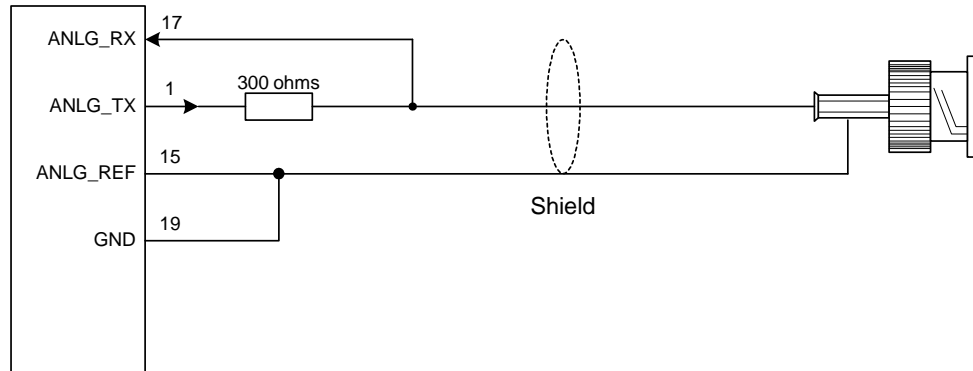 17
ANLG_RX
300 ohms
1
ANLG_TX
15
ANLG_REF
Shield
19
GND